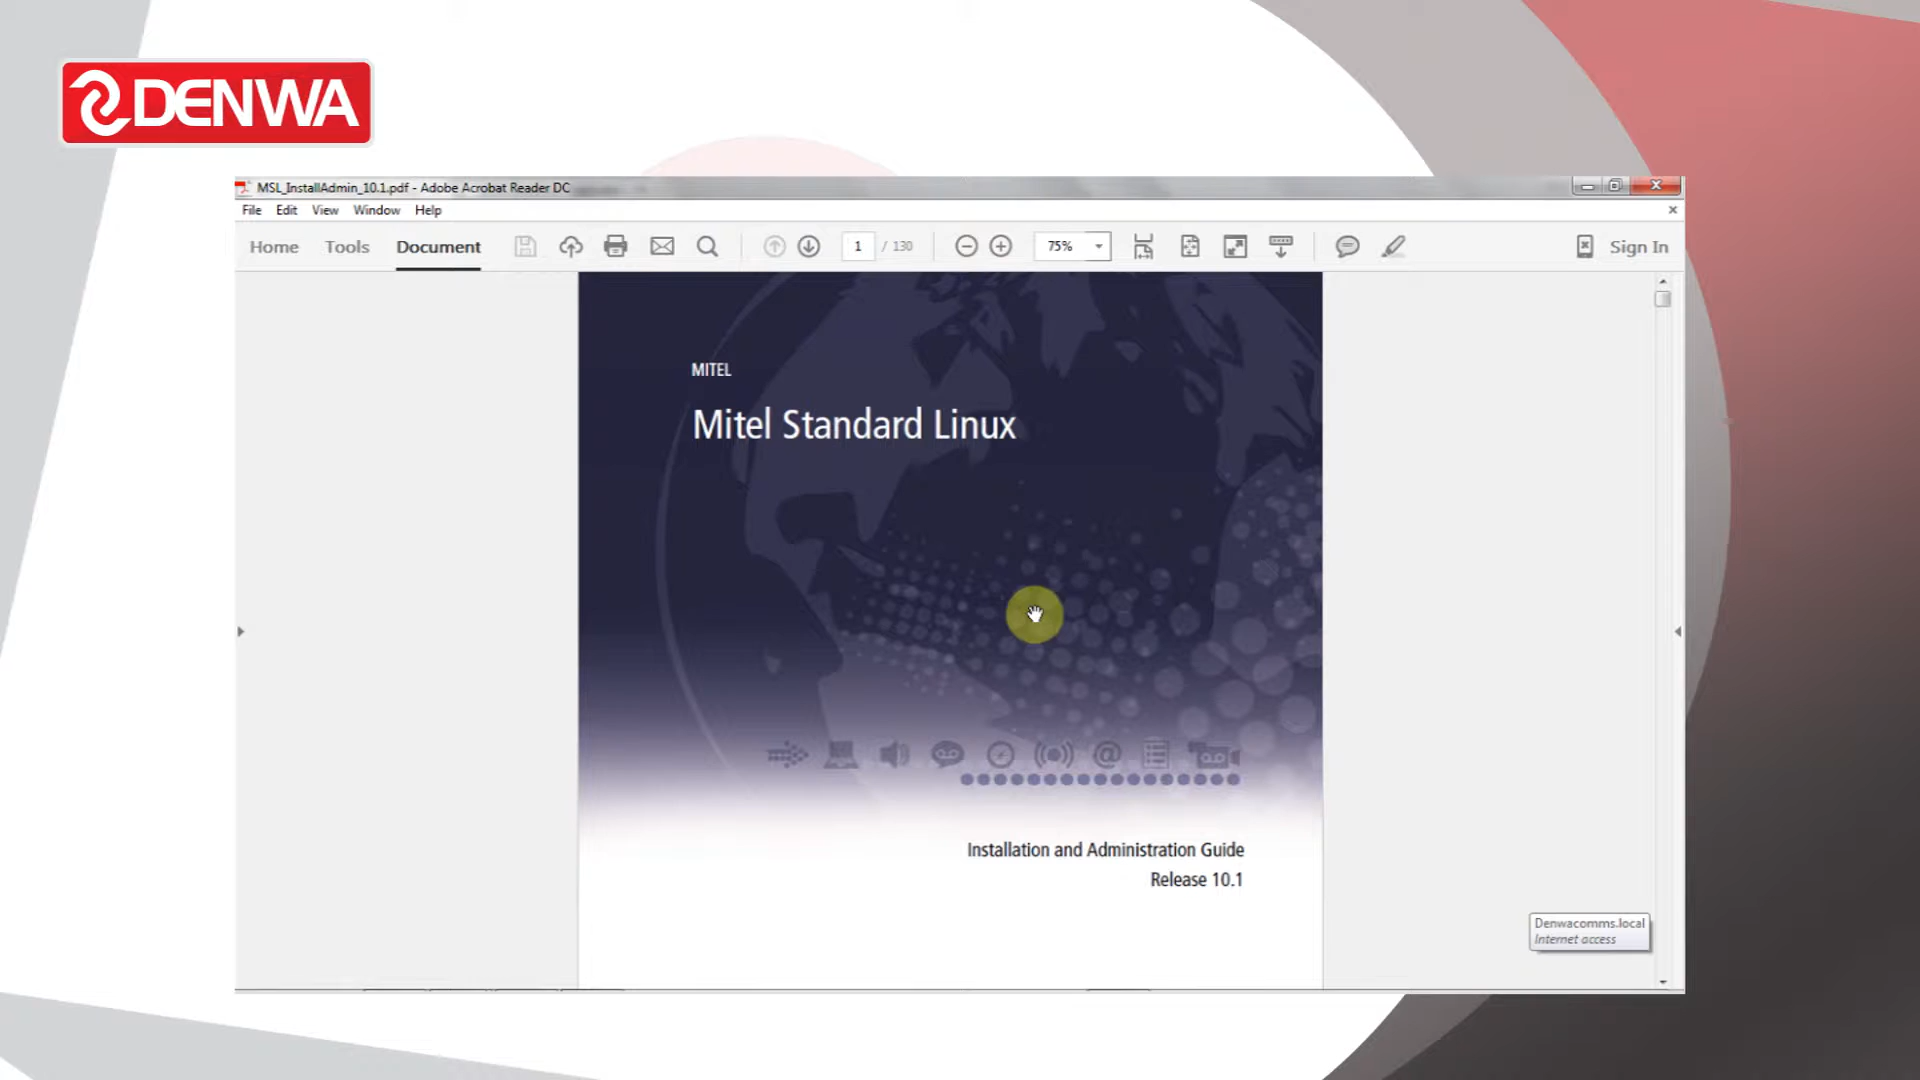 DENWA
MSL_InstallAdmin_10.1.pdf - Adobe Acrobat Reader DC
File Edit View Window Help
Home Tools Document 1 / 130 75% Sign In
MITEL
Mitel Standard Linux
Installation and Administration Guide
Release 10.1
Denwacomms.local
Internet access